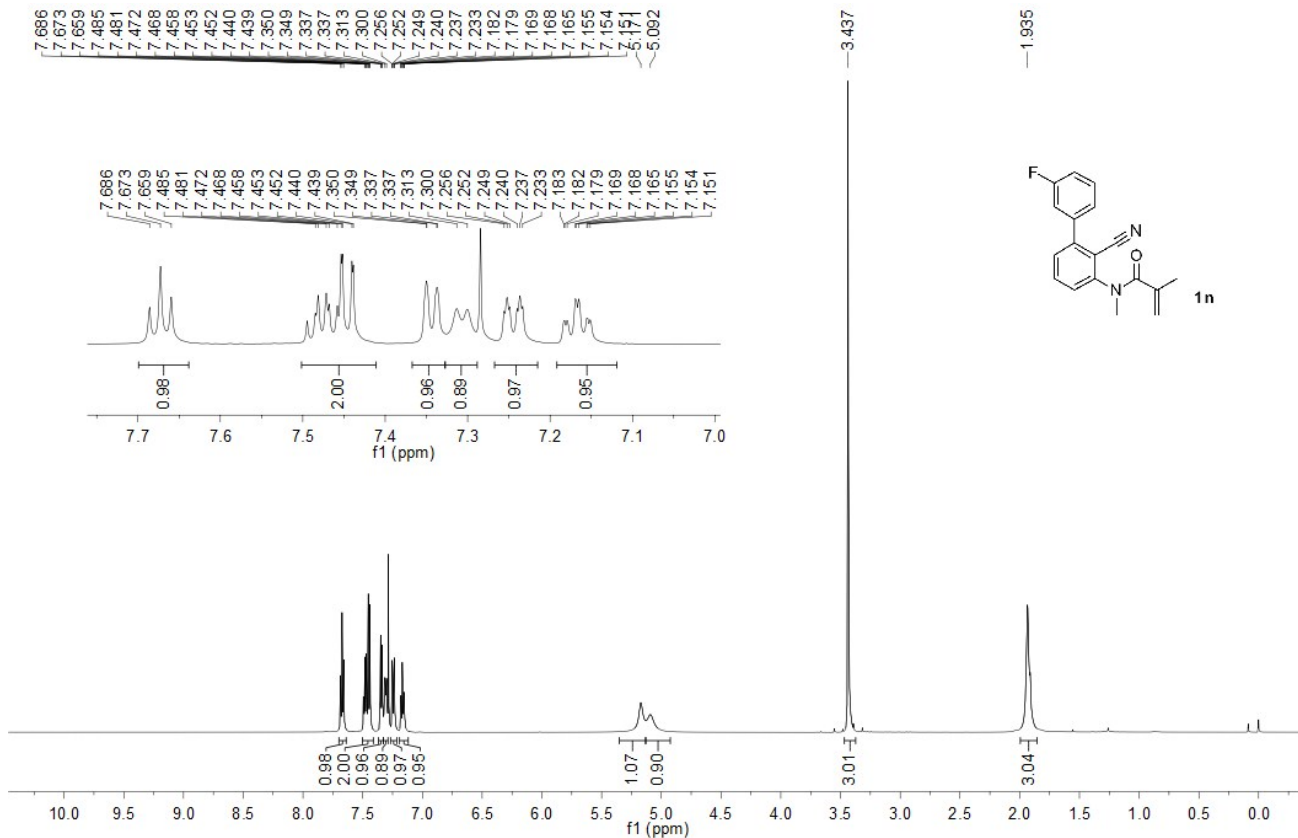 7.686 7.673 7.659 7.485 7.481 7.472 7.468 7.458 7.453 7.452 7.440 7.439 7.350 7.349 7.337 7.337 7.313 7.300 7.256 7.252 7.249 7.240 7.237 7.233 7.182 7.179 7.169 7.168 7.165 7.155 7.154 7.151 5.171 5.092
3.437
1.935
7.686 7.673 7.659 7.485 7.481 7.472 7.468 7.458 7.453 7.452 7.440 7.439 7.350 7.349 7.337 7.337 7.313 7.300 7.256 7.252 7.249 7.240 7.237 7.233 7.183 7.182 7.179 7.169 7.168 7.165 7.155 7.154 7.151
F
N
O
N
1n
0.98 2.00 0.96 0.89 0.97 0.95
7.7 7.6 7.5 7.4 7.3 7.2 7.1 7.0
f1 (ppm)
0.98 2.00 0.96 0.89 0.97 0.95 1.07 0.90 3.01 3.04
10.0 9.5 9.0 8.5 8.0 7.5 7.0 6.5 6.0 5.5 5.0 4.5 4.0 3.5 3.0 2.5 2.0 1.5 1.0 0.5 0.0
f1 (ppm)